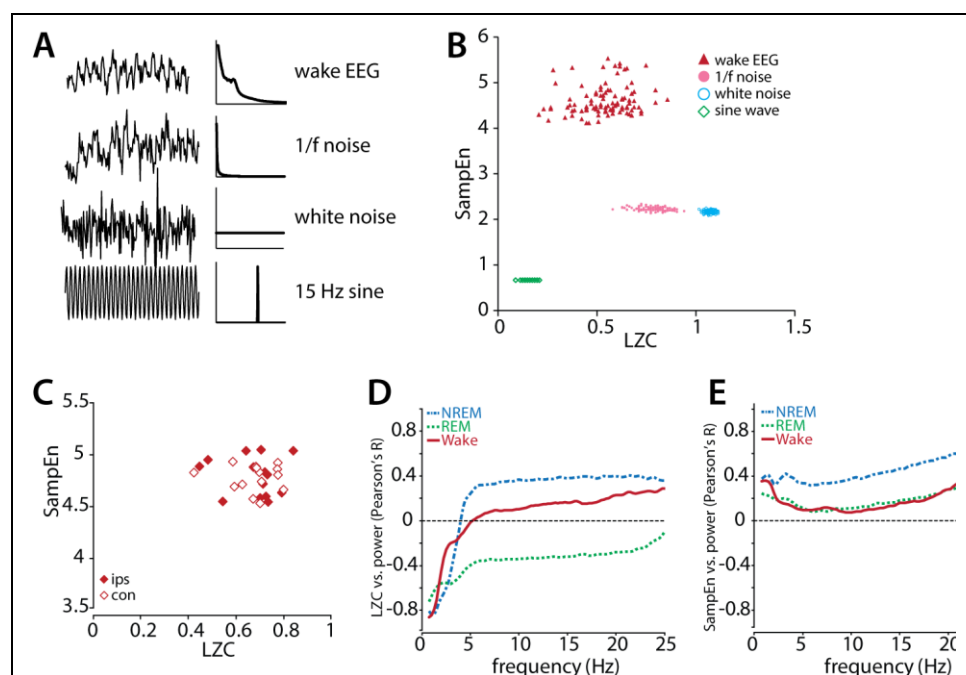 A
wake EEG
1/f noise
white noise
15 Hz sine
B
SampEn
6
5
4
3
2
1
0
0
0.5
1
1.5
LZC
wake EEG
1/f noise
white noise
sine wave
C
SampEn
5.5
5
4.5
4
3.5
ips
con
0
0.2
0.4
0.6
0.8
1
LZC
D
NREM
REM
Wake
LZC vs. power (Pearson's R)
0.8
0.4
0
-0.4
-0.8
0
5
10
15
20
25
frequency (Hz)
E
NREM
REM
Wake
SampEn vs. power (Pearson's R)
0.8
0.4
0
-0.4
-0.8
0
5
10
15
20
frequency (Hz)